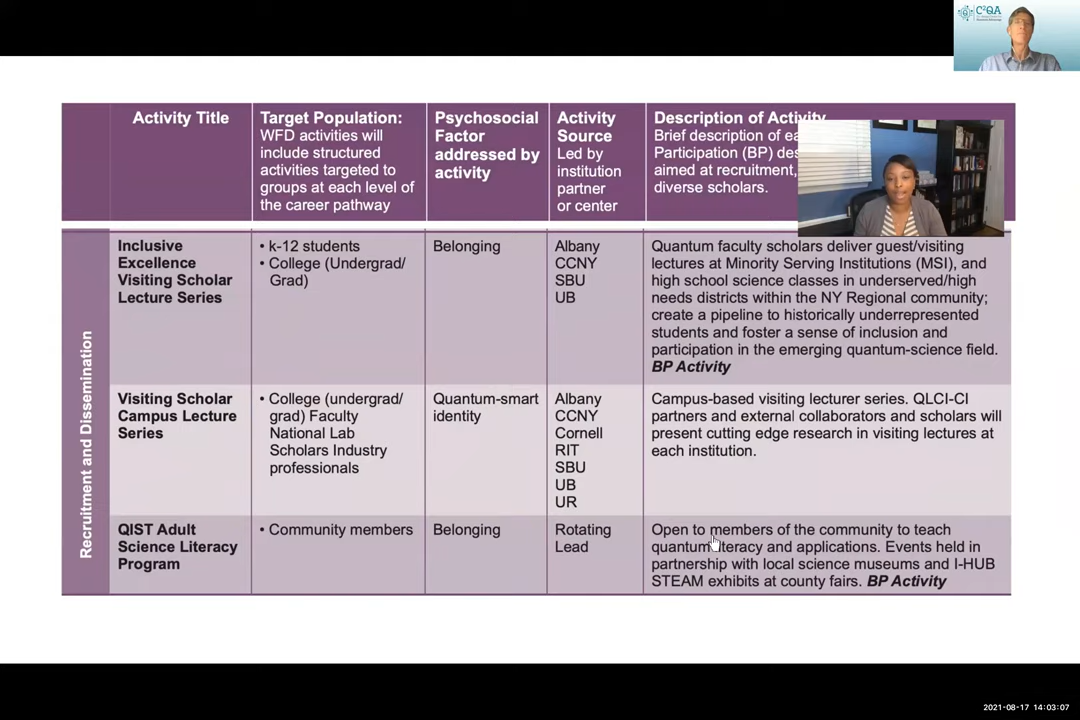 C²QA
Activity Title
Target Population:
WFD activities will
include structured
activities targeted to
groups at each level of
the career pathway
Psychosocial
Factor
addressed by
activity
Activity
Source
Led by
institution
partner
or center
Description of Activity
Brief description of
Participation (BP)
aimed at recruitment,
diverse scholars.
Recruitment and Dissemination
Inclusive
Excellence
Visiting Scholar
Lecture Series
• k-12 students
• College (Undergrad/
Grad)
Belonging
Albany
CCNY
SBU
UB
Quantum faculty scholars deliver guest/visiting
lectures at Minority Serving Institutions (MSI), and
high school science classes in underserved/high
needs districts within the NY Regional community;
create a pipeline to historically underrepresented
students and foster a sense of inclusion and
participation in the emerging quantum-science field.
BP Activity
Visiting Scholar
Campus Lecture
Series
• College (undergrad/
grad) Faculty
National Lab
Scholars Industry
professionals
Quantum-smart
identity
Albany
CCNY
Cornell
RIT
SBU
UB
UR
Campus-based visiting lecturer series. QLCI-CI
partners and external collaborators and scholars will
present cutting edge research in visiting lectures at
each institution.
QIST Adult
Science Literacy
Program
• Community members
Belonging
Rotating
Lead
Open to members of the community to teach
quantum literacy and applications. Events held in
partnership with local science museums and I-HUB
STEAM exhibits at county fairs. BP Activity
2021-08-17 14:03:07